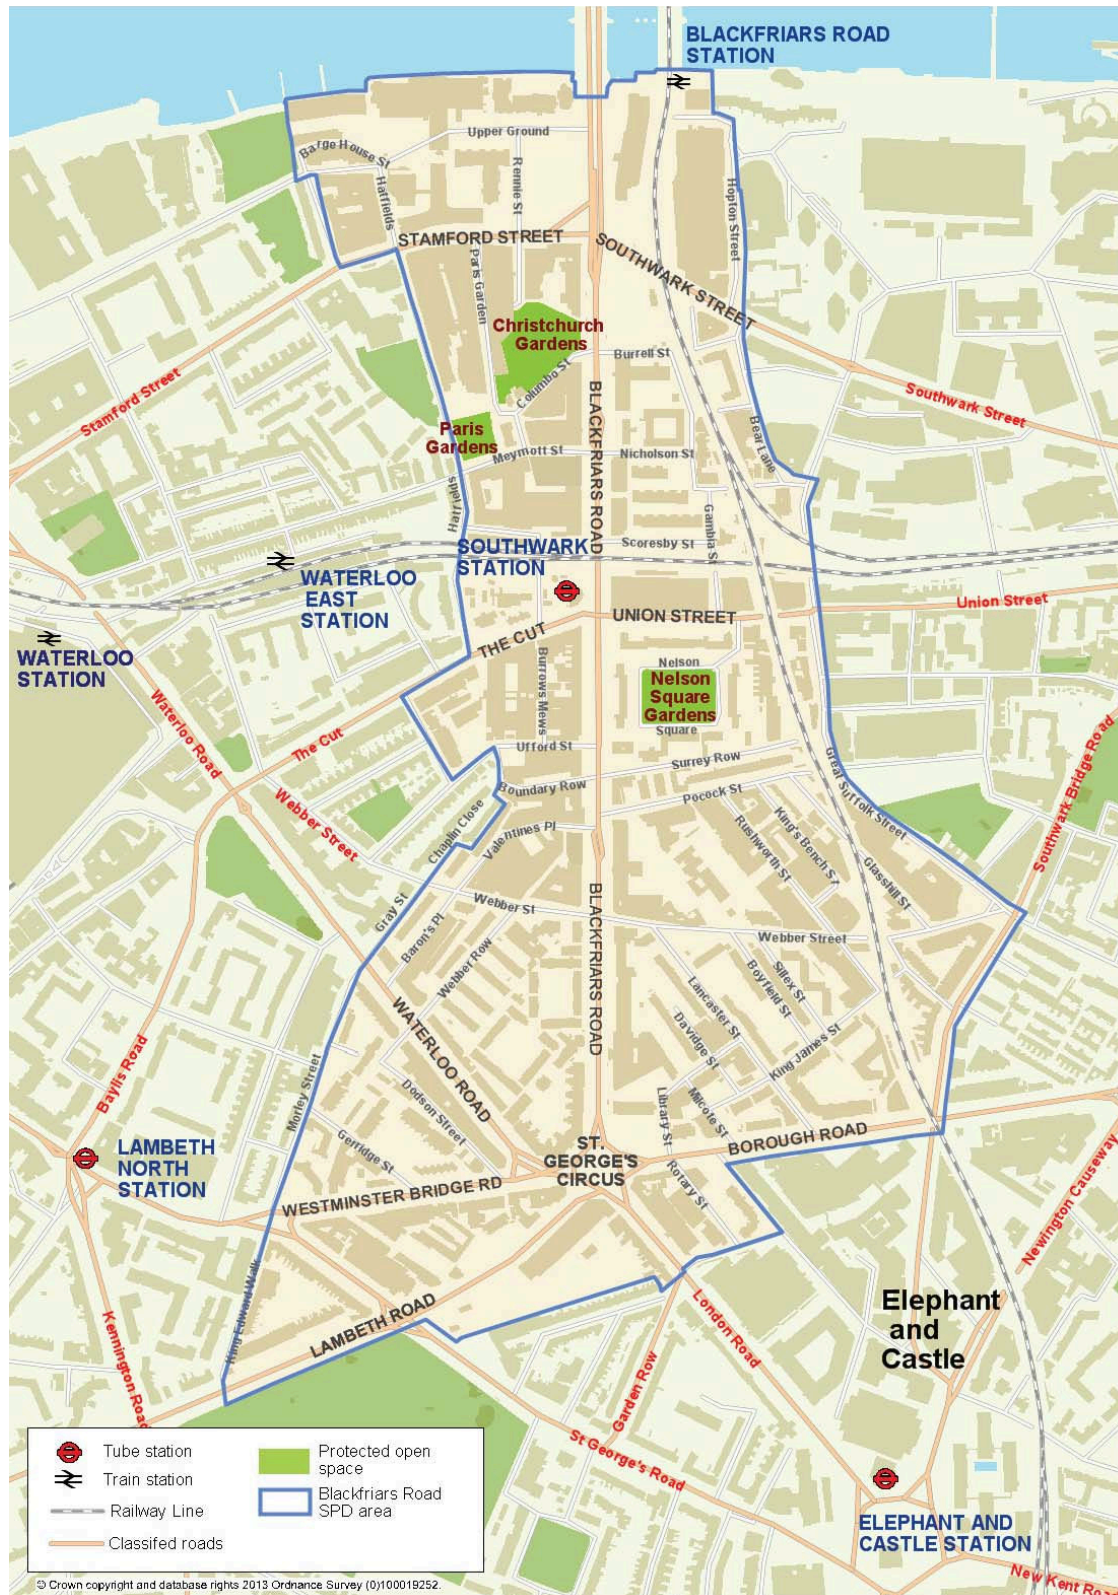 BLACKFRIARS ROAD
STATION
Upper Ground
Barge House St
Rennie St
Hatfields
Hopton Street
STAMFORD STREET
SOUTHWARK STREET
Paris Garden
Christchurch
Gardens
Burrell St
Columbo St
Stamford Street
BLACKFRIARS ROAD
Southwark Street
Paris
Gardens
Bear Lane
Meymott St
Nicholson St
Hatfields
Gambia St
SOUTHWARK
STATION
Scoresby St
WATERLOO
EAST
STATION
Union Street
UNION STREET
THE CUT
WATERLOO
STATION
Burrows Mews
Nelson
Nelson
Square
Gardens
Square
Waterloo Road
The Cut
Ufford St
Surrey Row
Great Suffolk Street
Southwark Bridge Road
Boundary Row
Pocock St
Webber Street
Chaplin Close
Valentines Pl
King's Bench St
Rushworth St
Glasshill St
Gray St
BLACKFRIARS ROAD
Webber St
Baron's Pl
Webber Row
Webber Street
Silex St
Boyfield St
Lancaster St
Davidge St
WATERLOO ROAD
King James St
Baylis Road
Morley Street
Dodson Street
Library St
Milcote St
Gerridge St
LAMBETH
NORTH
STATION
ST.
GEORGE'S
CIRCUS
BOROUGH ROAD
Rotary St
WESTMINSTER BRIDGE RD
Newington Causeway
King Edward Walk
LAMBETH ROAD
London Road
Elephant
and
Castle
Kennington Road
Garden Row
St George's Road
ELEPHANT AND
CASTLE STATION
New Kent Road
Tube station
Train station
Railway Line
Classifed roads
Protected open
space
Blackfriars Road
SPD area
© Crown copyright and database rights 2013 Ordnance Survey (0)100019252.